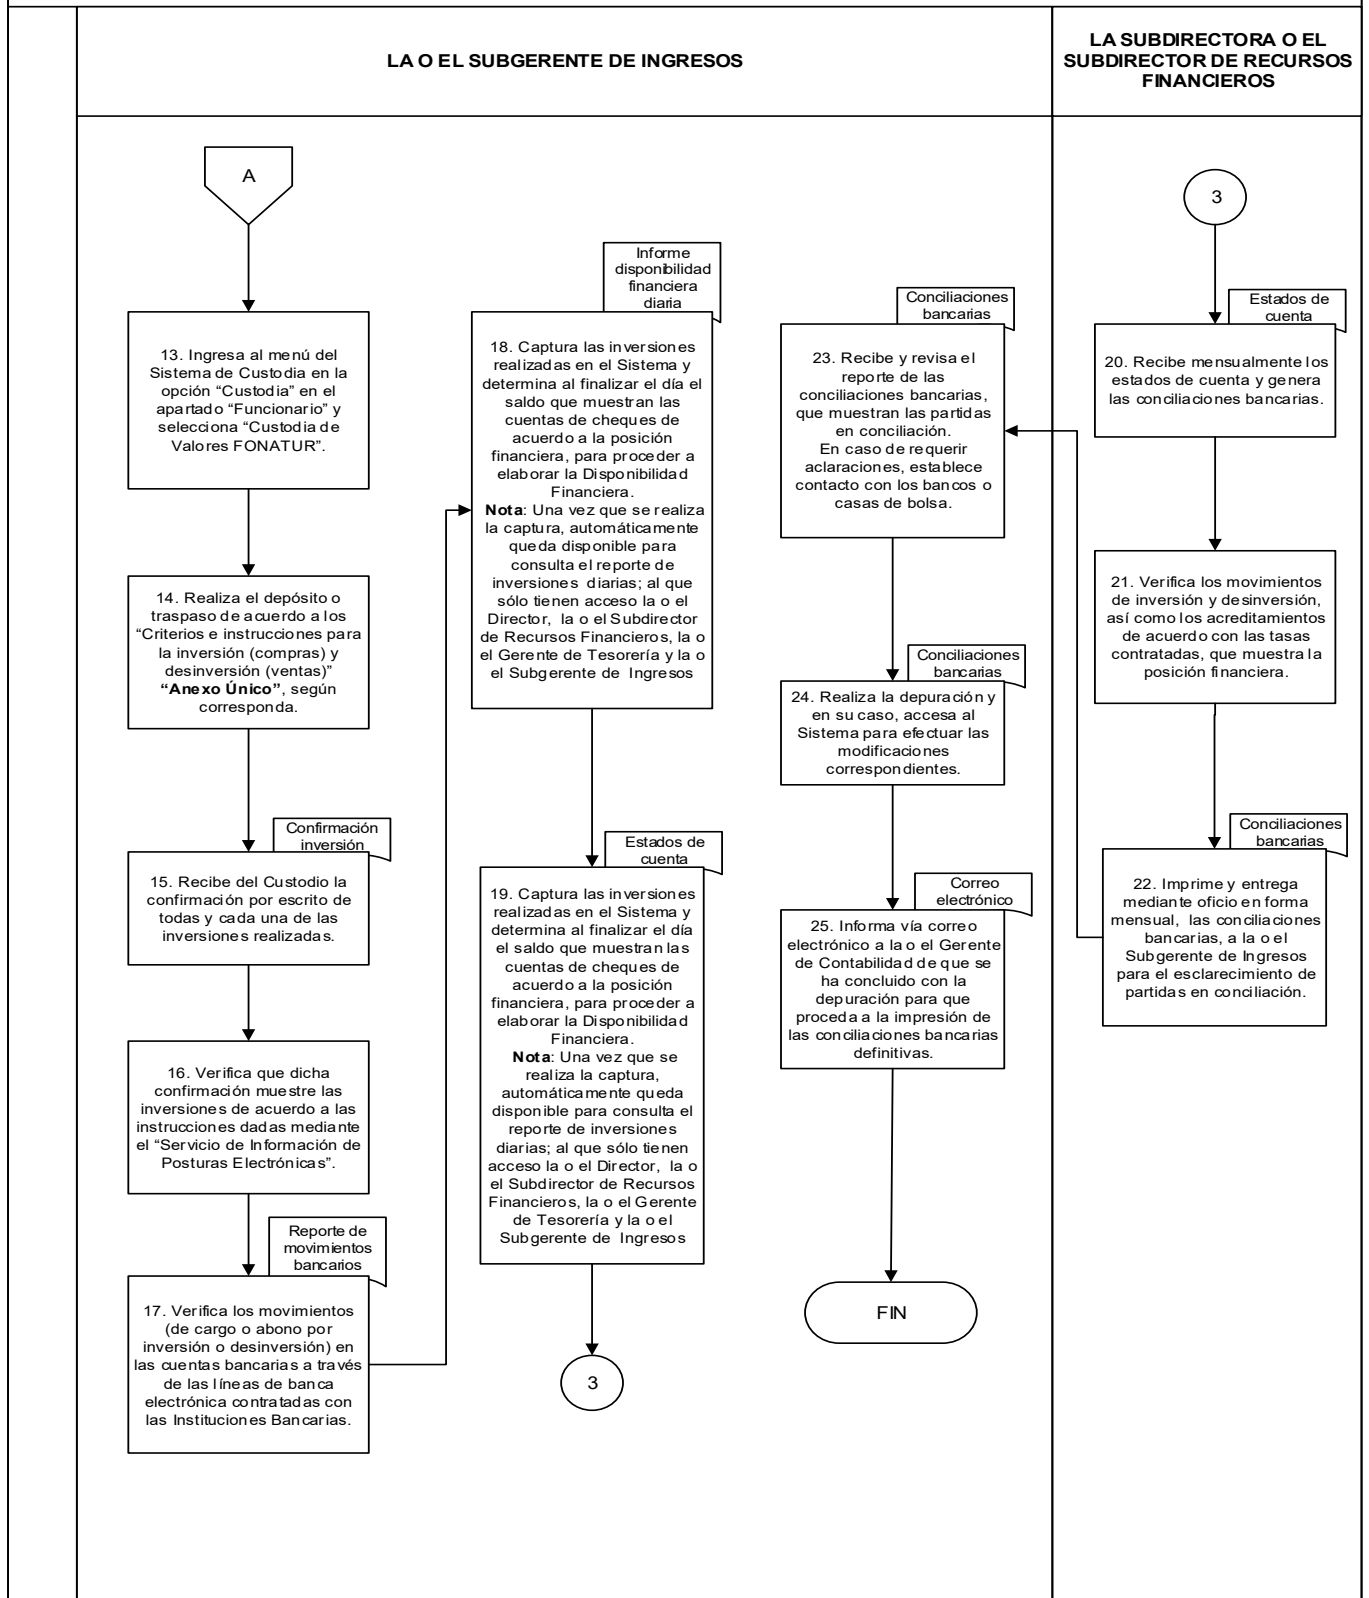 LA O EL SUBGERENTE DE INGRESOS
LA SUBDIRECTORA O EL
SUBDIRECTOR DE RECURSOS
FINANCIEROS
A
13. Ingresa al menú del
Sistema de Custodia en la
opción “Custodia” en el
apartado “Funcionario” y
selecciona “Custodia de
Valores FONATUR”.
14. Realiza el depósito o
traspaso de acuerdo a los
“Criterios e instrucciones para
la inversión (compras) y
desinversión (ventas)”
“Anexo Único”, según
corresponda.
Confirmación
inversión
15. Recibe del Custodio la
confirmación por escrito de
todas y cada una de las
inversiones realizadas.
16. Verifica que dicha
confirmación muestre las
inversiones de acuerdo a las
instrucciones dadas mediante
el “Servicio de Información de
Posturas Electrónicas”.
Reporte de
movimientos
bancarios
17. Verifica los movimientos
(de cargo o abono por
inversión o desinversión) en
las cuentas bancarias a través
de las líneas de banca
electrónica contratadas con
las Instituciones Bancarias.
Informe
disponibilidad
financiera
diaria
18. Captura las inversiones
realizadas en el Sistema y
determina al finalizar el día el
saldo que muestran las
cuentas de cheques de
acuerdo a la posición
financiera, para proceder a
elaborar la Disponibilidad
Financiera.
Nota: Una vez que se realiza
la captura, automáticamente
queda disponible para
consulta el reporte de
inversiones diarias; al que
sólo tienen acceso la o el
Director, la o el Subdirector
de Recursos Financieros, la o
el Gerente de Tesorería y la o
el Subgerente de Ingresos
Estados de
cuenta
19. Captura las inversiones
realizadas en el Sistema y
determina al finalizar el día
el saldo que muestran las
cuentas de cheques de
acuerdo a la posición
financiera, para proceder a
elaborar la Disponibilidad
Financiera.
Nota: Una vez que se
realiza la captura,
automáticamente queda
disponible para consulta el
reporte de inversiones
diarias; al que sólo tienen
acceso la o el Director, la o
el Subdirector de Recursos
Financieros, la o el Gerente
de Tesorería y la o el
Subgerente de Ingresos
3
Conciliaciones
bancarias
23. Recibe y revisa el
reporte de las
conciliaciones bancarias,
que muestran las partidas
en conciliación.
En caso de requerir
aclaraciones, establece
contacto con los bancos o
casas de bolsa.
Conciliaciones
bancarias
24. Realiza la depuración y
en su caso, accesa al
Sistema para efectuar las
modificaciones
correspondientes.
Correo
electrónico
25. Informa vía correo
electrónico a la o el Gerente
de Contabilidad de que se
ha concluido con la
depuración para que
proceda a la impresión de
las conciliaciones bancarias
definitivas.
FIN
3
Estados de
cuenta
20. Recibe mensualmente los
estados de cuenta y genera
las conciliaciones bancarias.
21. Verifica los movimientos
de inversión y desinversión,
así como los acreditamientos
de acuerdo con las tasas
contratadas, que muestra la
posición financiera.
Conciliaciones
bancarias
22. Imprime y entrega
mediante oficio en forma
mensual, las conciliaciones
bancarias, a la o el
Subgerente de Ingresos
para el esclarecimiento de
partidas en conciliación.